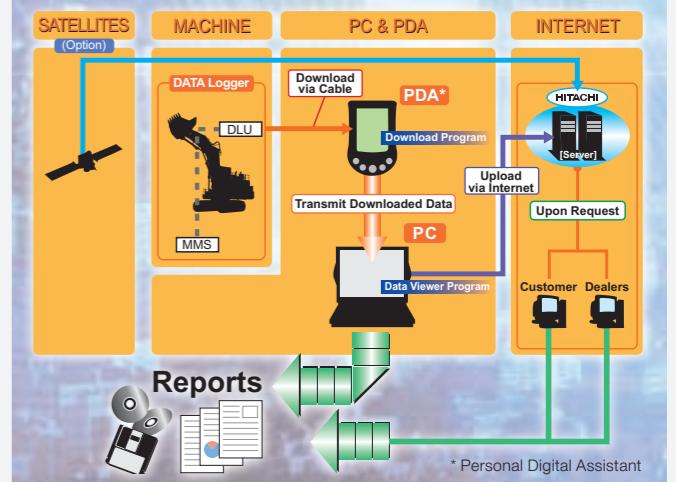 SATELLITES
(Option)
MACHINE
PC & PDA
INTERNET
DATA Logger
DLU
MMS
Download
via Cable
PDA*
Download Program
Transmit Downloaded Data
PC
Data Viewer Program
Upload
via Internet
HITACHI
[Server]
Upon Request
Customer
Dealers
Reports
* Personal Digital Assistant